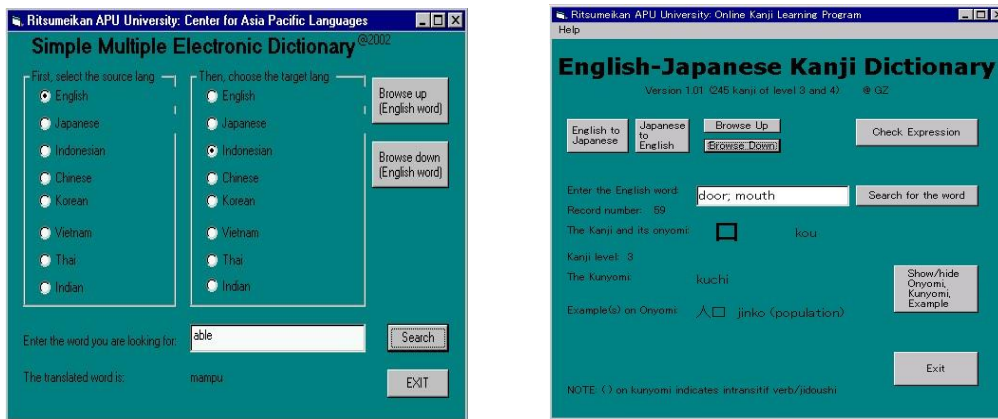 Ritsumeikan APU University: Center for Asia Pacific Languages
Simple Multiple Electronic Dictionary @2002
First, select the source lang
English
Japanese
Indonesian
Chinese
Korean
Vietnam
Thai
Indian
Then, choose the target lang
English
Japanese
Indonesian
Chinese
Korean
Vietnam
Thai
Indian
Browse up
(English word)
Browse down
(English word)
Enter the word you are looking for:
able
Search
The translated word is:
mampu
EXIT
Ritsumeikan APU University: Online Kanji Learning Program
Help
English-Japanese Kanji Dictionary
Version 1.01 (245 kanji of level 3 and 4) @ GZ
English to
Japanese
Japanese
to
English
Browse Up
Browse Down
Check Expression
Enter the English word:
door; mouth
Search for the word
Record number: 59
The Kanji and its onyomi:
口
kou
Kanji level: 3
The Kunyomi:
kuchi
Show/hide
Onyomi,
Kunyomi,
Example
Example(s) on Onyomi:
人口 jinko (population)
Exit
NOTE: ( ) on kunyomi indicates intransitif verb/jidoushi